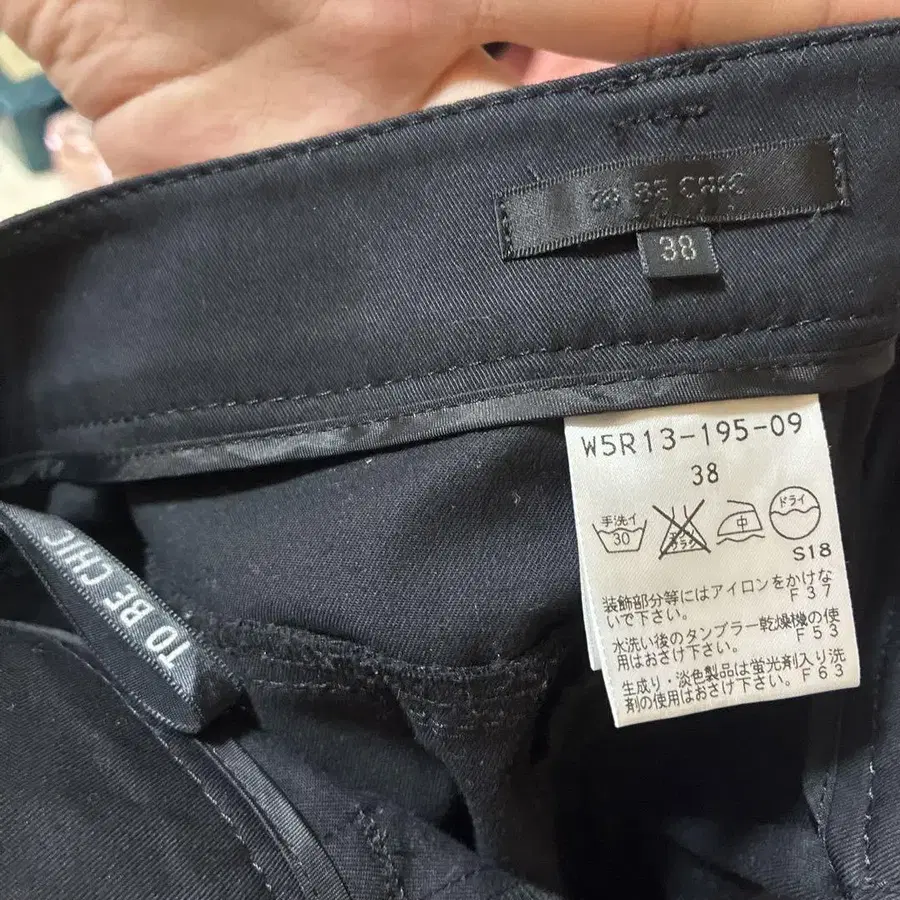 TO BE CHIC
38
W5R13-195-09
38
手洗イ
30
中
ドライ
S18
装飾部分等にはアイロンをかけな
いで下さい。 F37
水洗い後のタンブラー乾燥機の使
用はおさけ下さい。 F53
生成り・淡色製品は蛍光剤入り洗
剤の使用はおさけ下さい。F63
TO BE CHIC